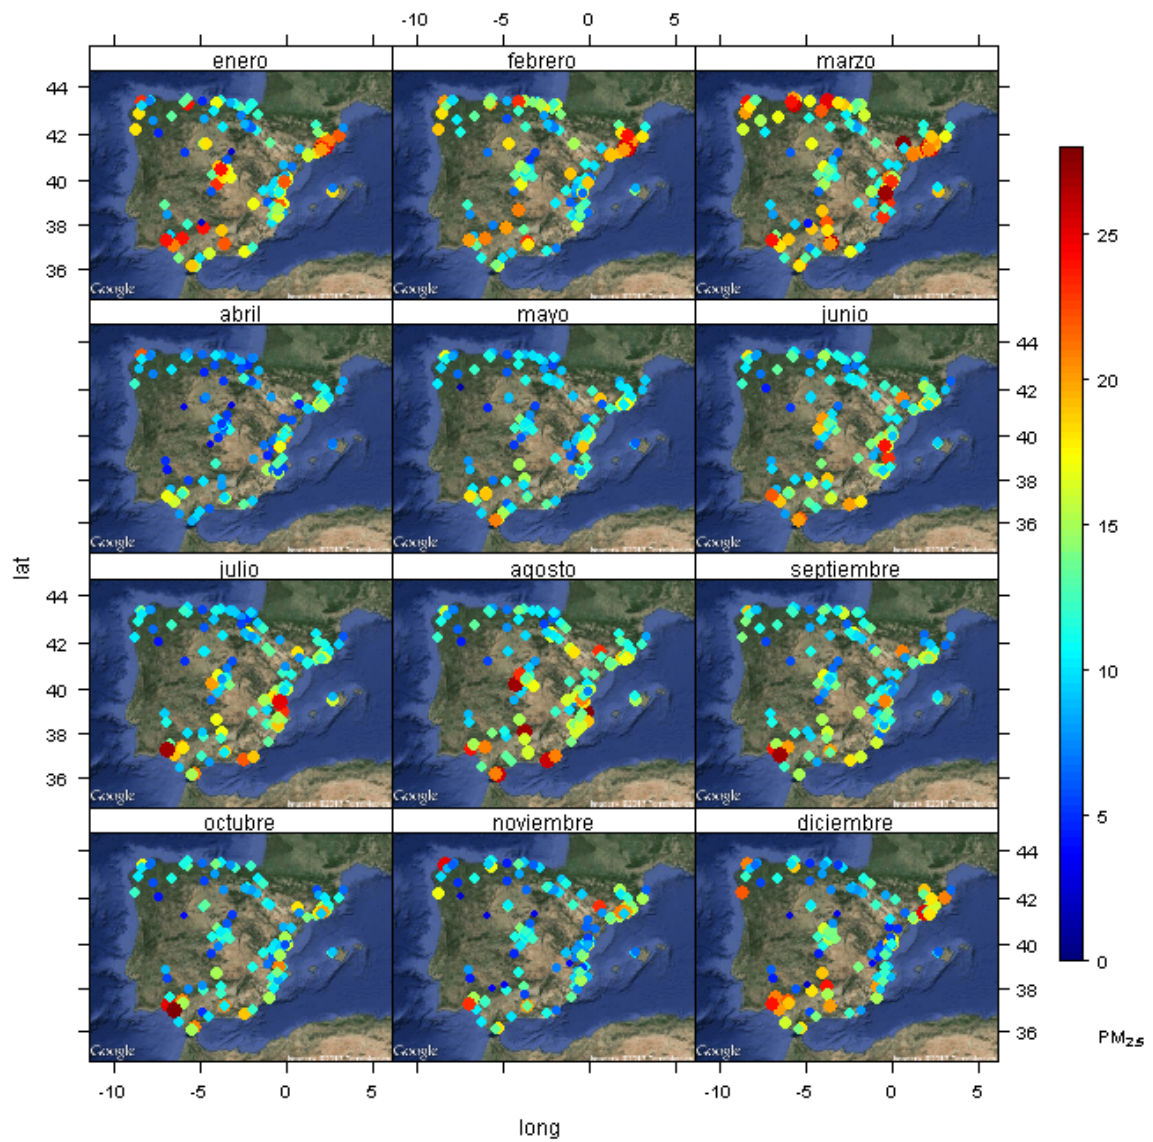 -10 -5 0 5
enero febrero marzo
44
42
40
38
36
Google Google Google
abril mayo junio
44
42
40
38
36
Google Google Google
julio agosto septiembre
44
42
40
38
36
Google Google Google
octubre noviembre diciembre
44
42
40
38
36
Google Google Google
-10 -5 0 5 -10 -5 0 5
long
lat
25
20
15
10
5
0
PM2.5